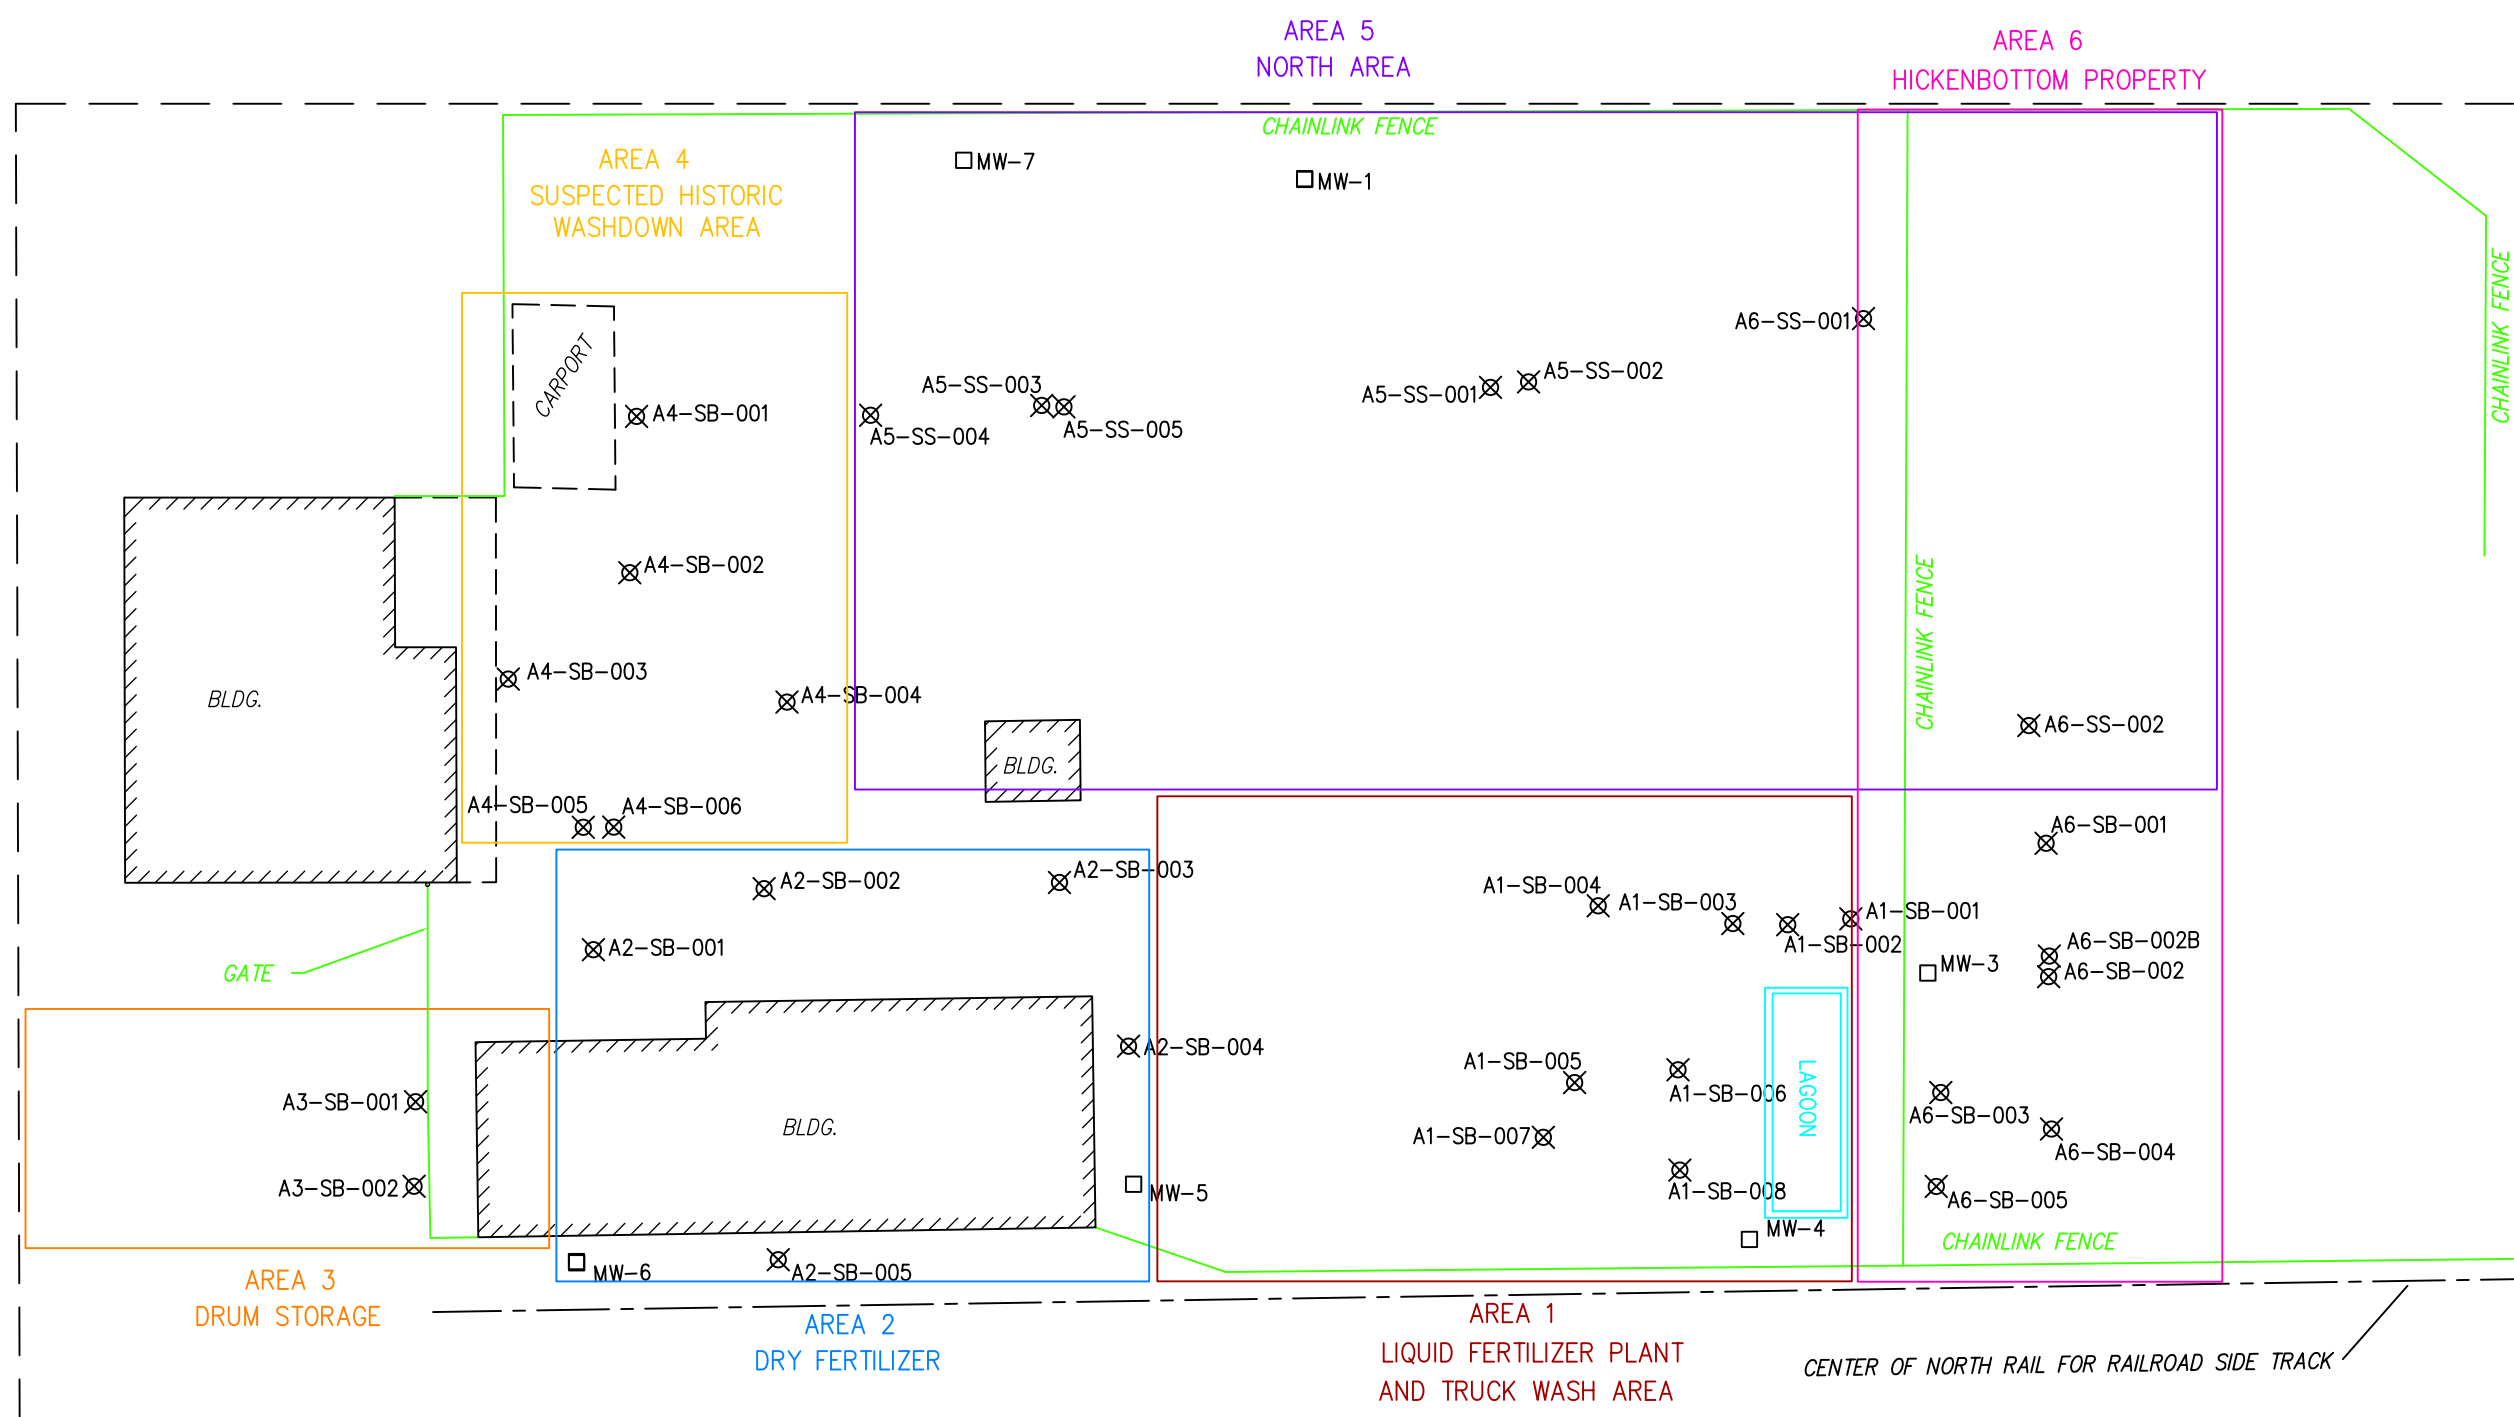 AREA 5
NORTH AREA
AREA 6
HICKENBOTTOM PROPERTY
CHAINLINK FENCE
AREA 4
SUSPECTED HISTORIC
WASHDOWN AREA
MW-7
MW-1
CHAINLINK FENCE
A6-SS-001
CARPORT
A5-SS-003
A5-SS-002
A5-SS-001
A4-SB-001
A5-SS-004
A5-SS-005
A4-SB-002
CHAINLINK FENCE
A4-SB-003
BLDG.
A4-SB-004
A6-SS-002
BLDG.
A4-SB-005
A4-SB-006
A6-SB-001
A2-SB-002
A2-SB-003
A1-SB-004
A1-SB-003
A1-SB-001
A2-SB-001
A1-SB-002
A6-SB-002B
MW-3
A6-SB-002
GATE
A2-SB-004
A1-SB-005
A1-SB-006
LAGOON
A3-SB-001
BLDG.
A1-SB-007
A6-SB-003
A6-SB-004
A3-SB-002
MW-5
A1-SB-008
A6-SB-005
MW-4
CHAINLINK FENCE
MW-6
A2-SB-005
AREA 3
DRUM STORAGE
AREA 2
DRY FERTILIZER
AREA 1
LIQUID FERTILIZER PLANT
AND TRUCK WASH AREA
CENTER OF NORTH RAIL FOR RAILROAD SIDE TRACK